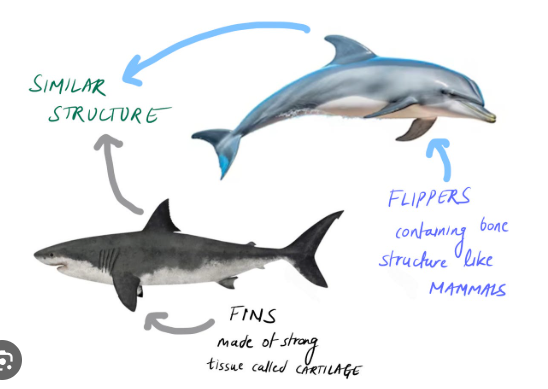 SIMILAR
STRUCTURE
FLIPPERS
containing bone
structure like
MAMMALS
FINS
made of strong
tissue called CARTILAGE